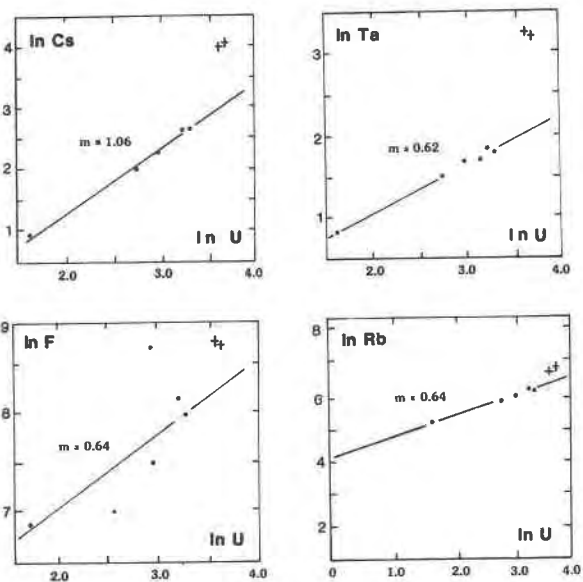 ln Cs
4
3
2
1
m = 1.06
ln U
2.0 3.0 4.0
ln Ta
3
2
1
m = 0.62
ln U
2.0 3.0 4.0
ln F
9
8
7
m = 0.64
ln U
2.0 3.0 4.0
ln Rb
8
6
4
2
m = 0.64
ln U
0 1.0 2.0 3.0 4.0